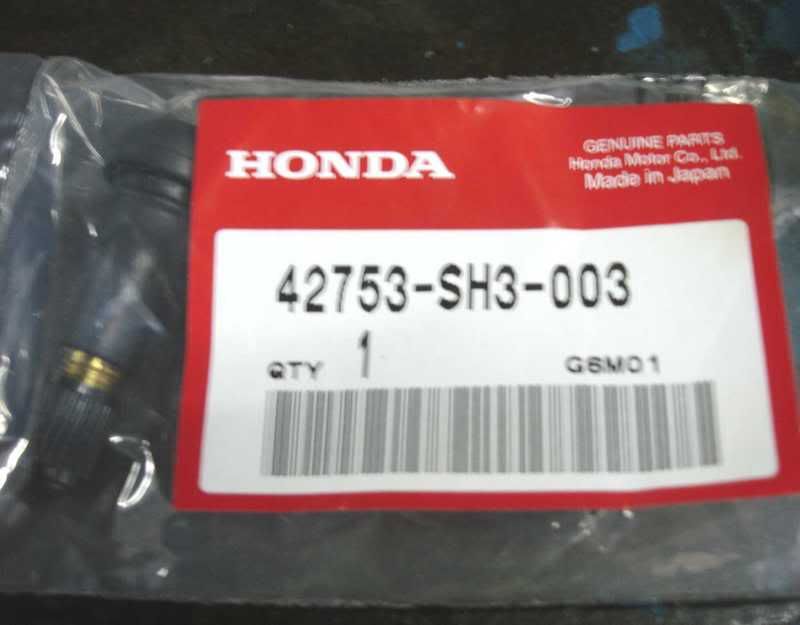 HONDA
GENUINE PARTS
Honda Motor Co., Ltd.
Made in Japan
42753-SH3-003
QTY 1 G6M01